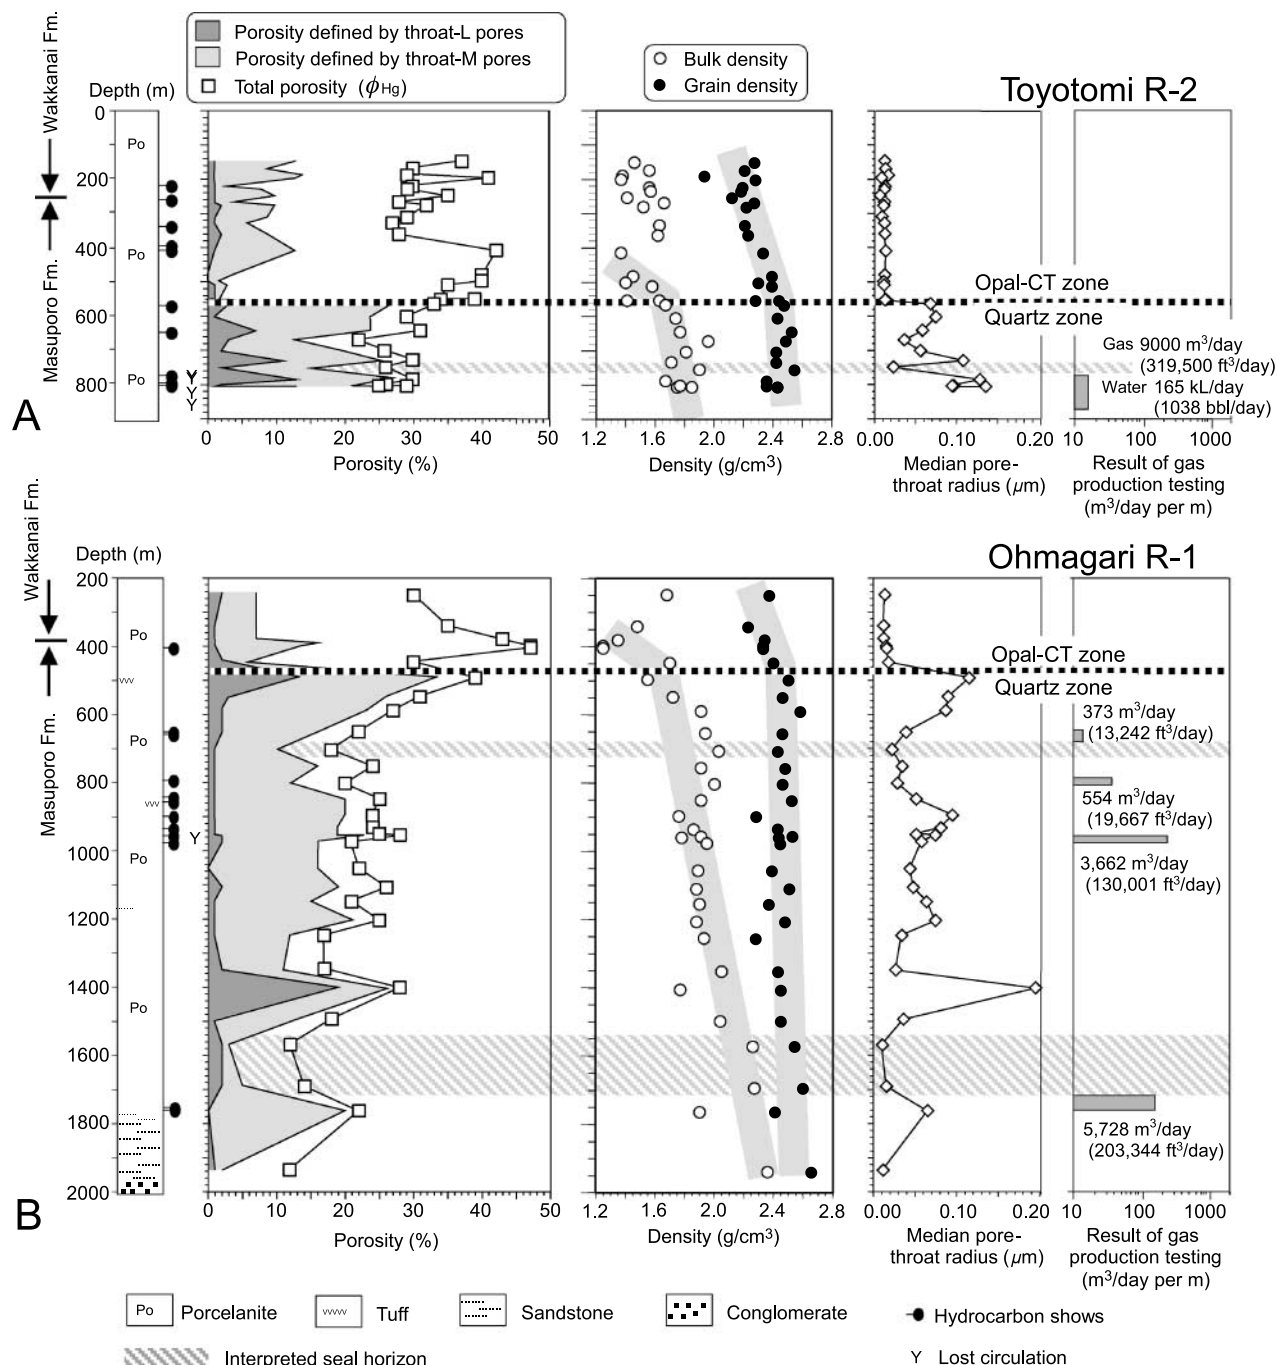 Porosity defined by throat-L pores
Porosity defined by throat-M pores
Total porosity (ϕHg)
Bulk density
Grain density
Toyotomi R-2
Wakkanai Fm.
Masuporo Fm.
Depth (m)
0
200
400
600
800
Po
Po
Po
Y
Y
Y
Opal-CT zone
Quartz zone
Gas 9000 m³/day
(319,500 ft³/day)
Water 165 kL/day
(1038 bbl/day)
A
0 10 20 30 40 50
Porosity (%)
1.2 1.6 2.0 2.4 2.8
Density (g/cm³)
0.00 0.10 0.20
Median pore-
throat radius (μm)
10 100 1000
Result of gas
production testing
(m³/day per m)
Ohmagari R-1
Wakkanai Fm.
Masuporo Fm.
Depth (m)
200
400
600
800
1000
1200
1400
1600
1800
2000
Po
Po
Po
Po
Y
Opal-CT zone
Quartz zone
373 m³/day
(13,242 ft³/day)
554 m³/day
(19,667 ft³/day)
3,662 m³/day
(130,001 ft³/day)
5,728 m³/day
(203,344 ft³/day)
B
0 10 20 30 40 50
Porosity (%)
1.2 1.6 2.0 2.4 2.8
Density (g/cm³)
0.00 0.10 0.20
Median pore-
throat radius (μm)
10 100 1000
Result of gas
production testing
(m³/day per m)
Po Porcelanite
Tuff
Sandstone
Conglomerate
Hydrocarbon shows
Interpreted seal horizon
Y Lost circulation